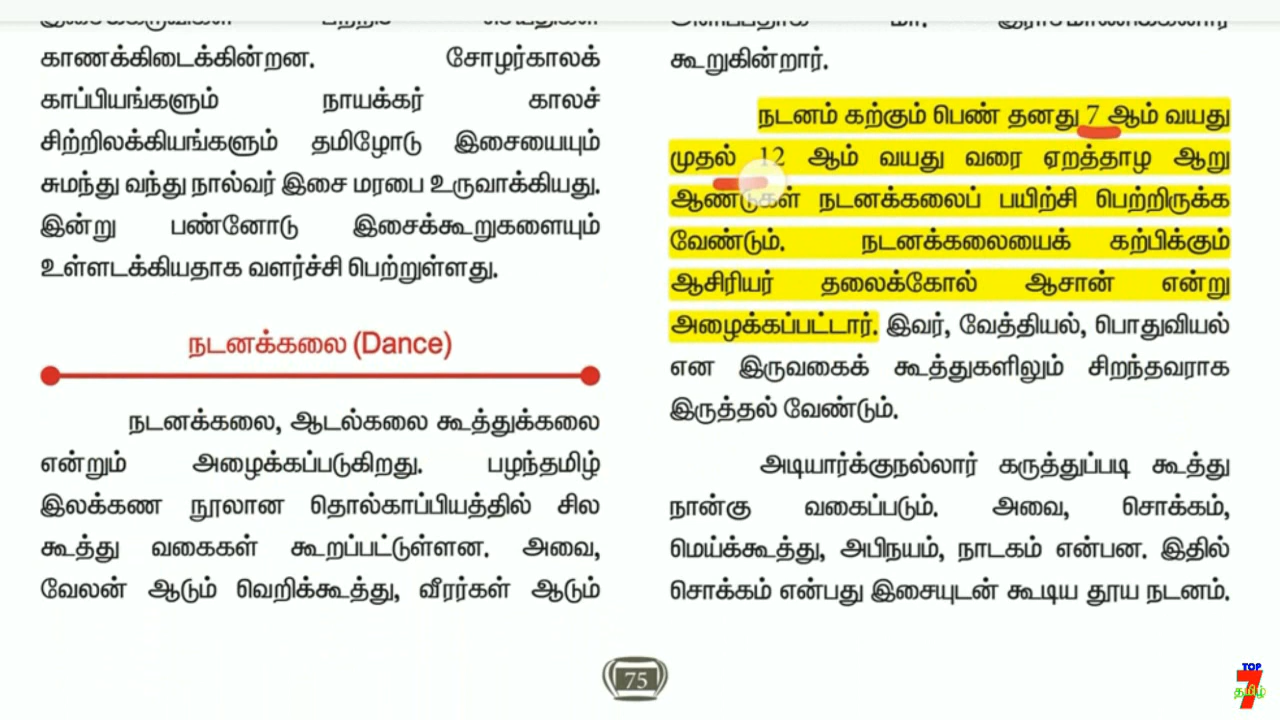 காணக்கிடைக்கின்றன. சோழர்காலக்
காப்பியங்களும் நாயக்கர் காலச்
சிற்றிலக்கியங்களும் தமிழோடு இசையையும்
சுமந்து வந்து நால்வர் இசை மரபை உருவாக்கியது.
இன்று பண்ணோடு இசைக்கூறுகளையும்
உள்ளடக்கியதாக வளர்ச்சி பெற்றுள்ளது.
நடனக்கலை (Dance)
நடனக்கலை, ஆடல்கலை கூத்துக்கலை
என்றும் அழைக்கப்படுகிறது. பழந்தமிழ்
இலக்கண நூலான தொல்காப்பியத்தில் சில
கூத்து வகைகள் கூறப்பட்டுள்ளன. அவை,
வேலன் ஆடும் வெறிக்கூத்து, வீரர்கள் ஆடும்
கூறுகின்றார்.
நடனம் கற்கும் பெண் தனது 7 ஆம் வயது
முதல் 12 ஆம் வயது வரை ஏறத்தாழ ஆறு
ஆண்டுகள் நடனக்கலைப் பயிற்சி பெற்றிருக்க
வேண்டும். நடனக்கலையைக் கற்பிக்கும்
ஆசிரியர் தலைக்கோல் ஆசான் என்று
அழைக்கப்பட்டார். இவர், வேத்தியல், பொதுவியல்
என இருவகைக் கூத்துகளிலும் சிறந்தவராக
இருத்தல் வேண்டும்.
அடியார்க்குநல்லார் கருத்துப்படி கூத்து
நான்கு வகைப்படும். அவை, சொக்கம்,
மெய்க்கூத்து, அபிநயம், நாடகம் என்பன. இதில்
சொக்கம் என்பது இசையுடன் கூடிய தூய நடனம்.
75
TOP
7
தமிழ்